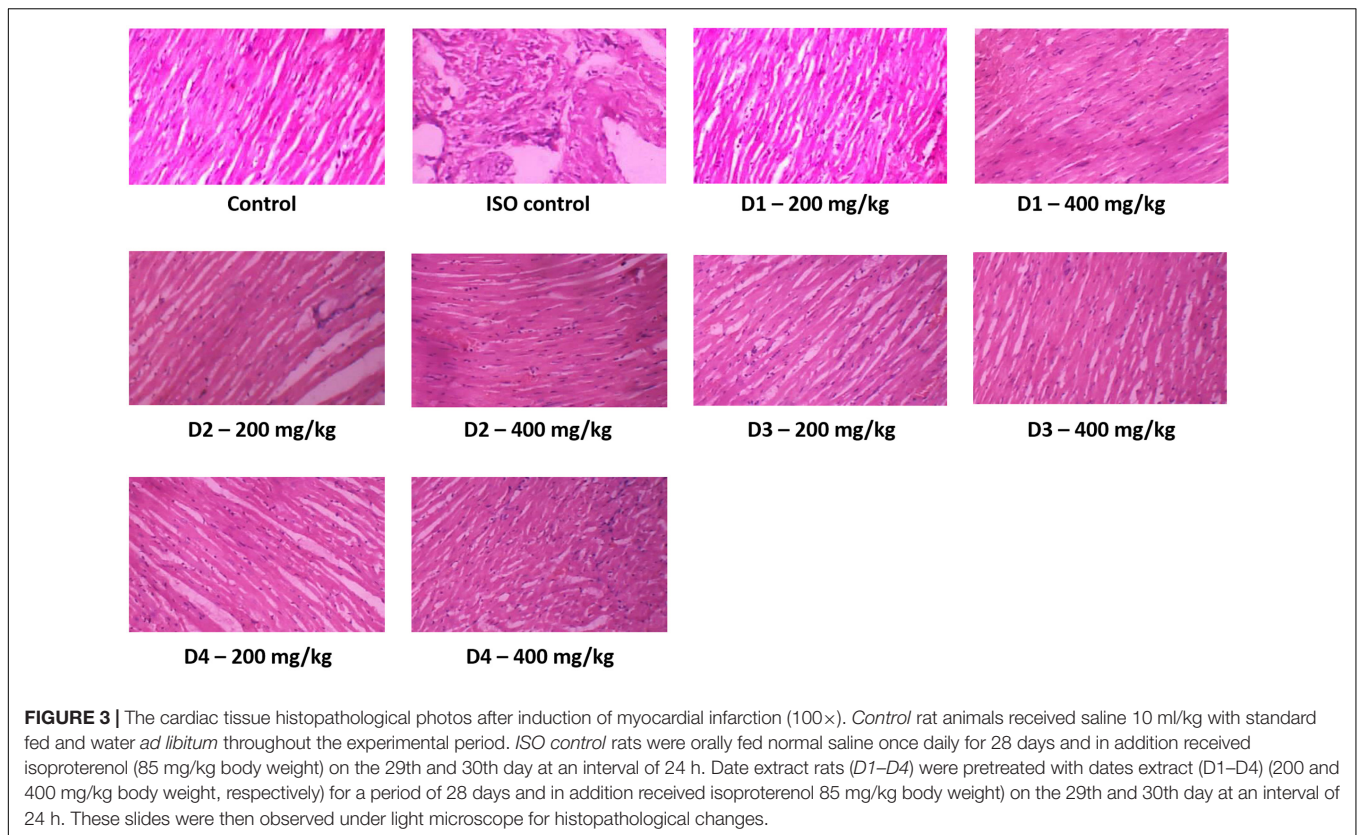 Control
ISO control
D1 – 200 mg/kg
D1 – 400 mg/kg
D2 – 200 mg/kg
D2 – 400 mg/kg
D3 – 200 mg/kg
D3 – 400 mg/kg
D4 – 200 mg/kg
D4 – 400 mg/kg
FIGURE 3 | The cardiac tissue histopathological photos after induction of myocardial infarction (100×). Control rat animals received saline 10 ml/kg with standard
fed and water ad libitum throughout the experimental period. ISO control rats were orally fed normal saline once daily for 28 days and in addition received
isoproterenol (85 mg/kg body weight) on the 29th and 30th day at an interval of 24 h. Date extract rats (D1–D4) were pretreated with dates extract (D1–D4) (200 and
400 mg/kg body weight, respectively) for a period of 28 days and in addition received isoproterenol 85 mg/kg body weight) on the 29th and 30th day at an interval of
24 h. These slides were then observed under light microscope for histopathological changes.